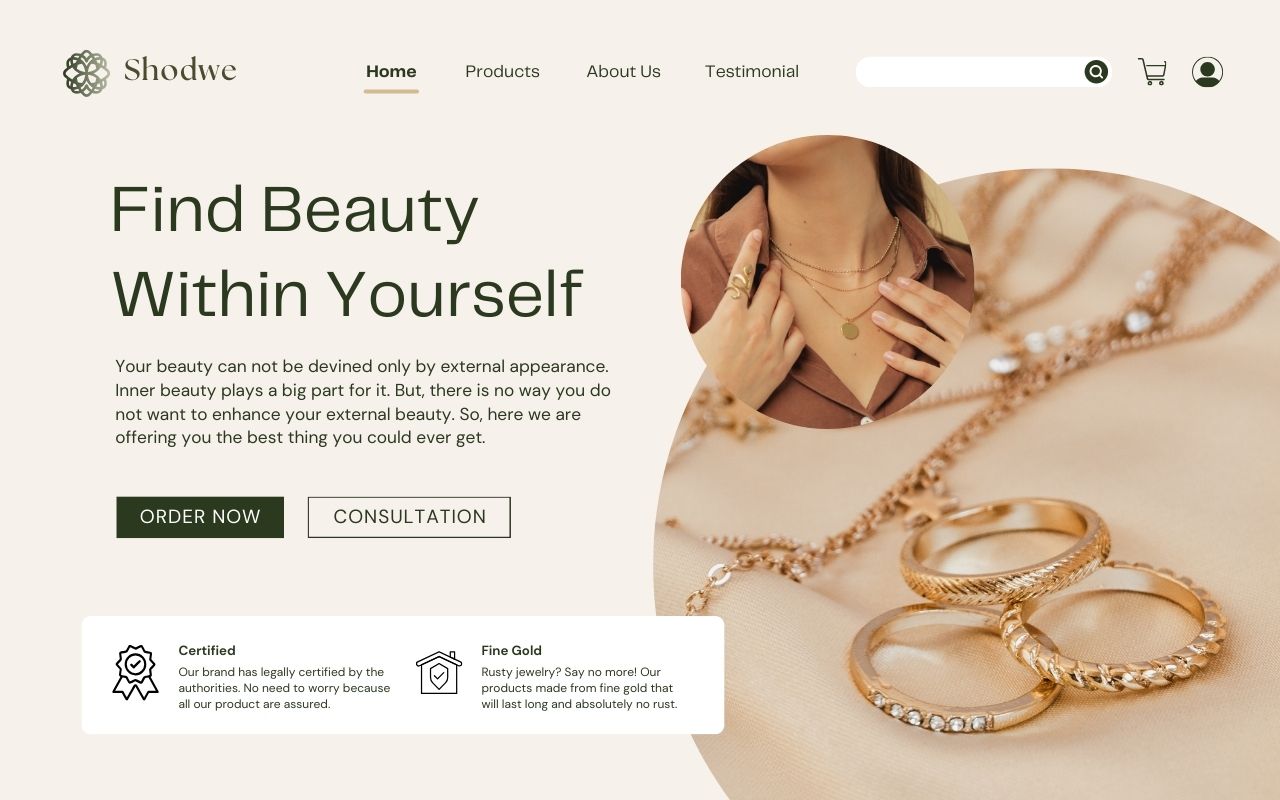 Shodwe
Home
Products
About Us
Testimonial
Find Beauty
Within Yourself
Your beauty can not be devined only by external appearance.
Inner beauty plays a big part for it. But, there is no way you do
not want to enhance your external beauty. So, here we are
offering you the best thing you could ever get.
ORDER NOW
CONSULTATION
Certified
Our brand has legally certified by the
authorities. No need to worry because
all our product are assured.
Fine Gold
Rusty jewelry? Say no more! Our
products made from fine gold that
will last long and absolutely no rust.